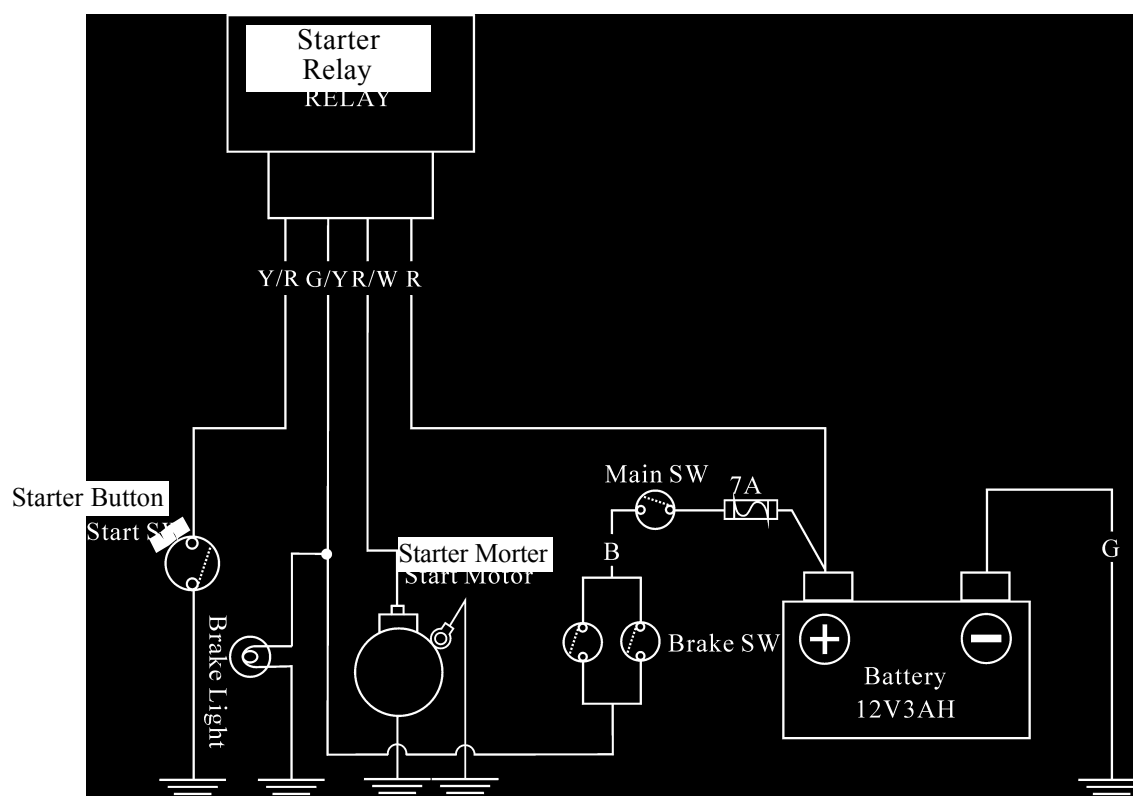 Starter
Relay
RELAY
Y/R G/Y R/W R
Main SW
7A
Starter Button
Start S
B
G
Starter Morter
Start Motor
Brake SW
Brake Light
Battery
12V3AH